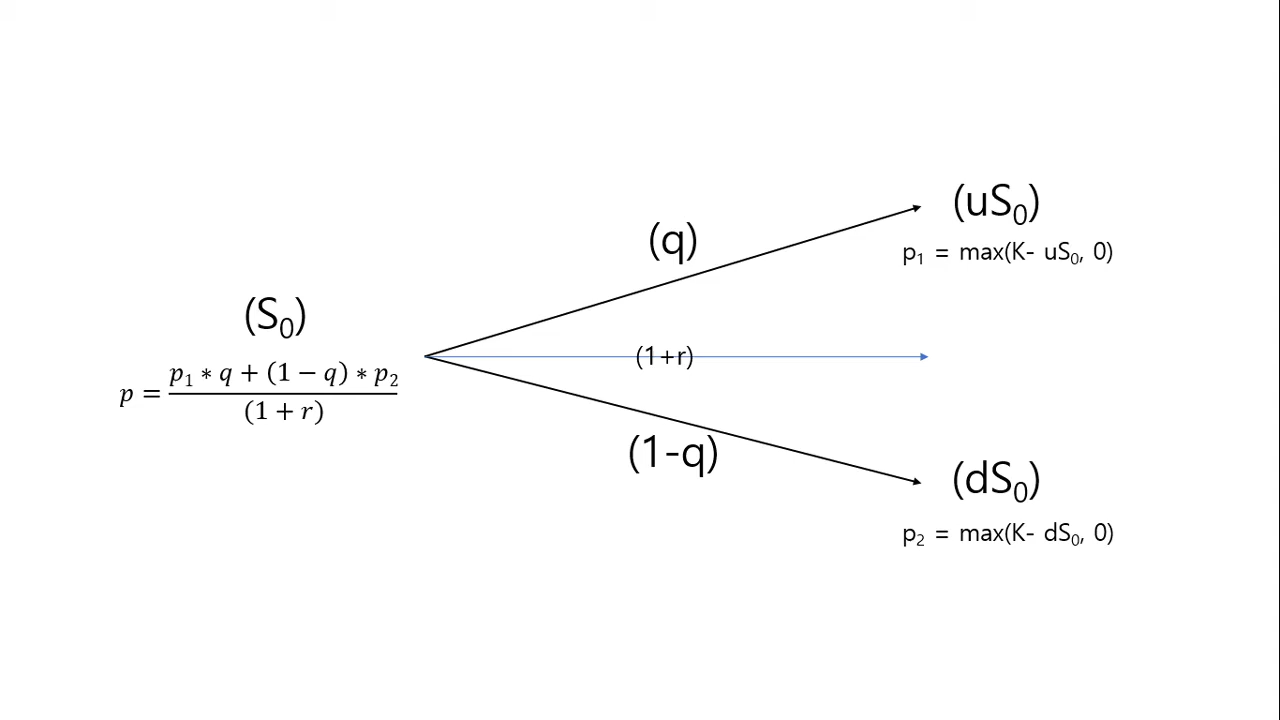 (uS₀)
(q)
p₁ = max(K- uS₀, 0)
(S₀)
(1+r)
p = (p₁ * q + (1 − q) * p₂) / (1 + r)
(1-q)
(dS₀)
p₂ = max(K- dS₀, 0)